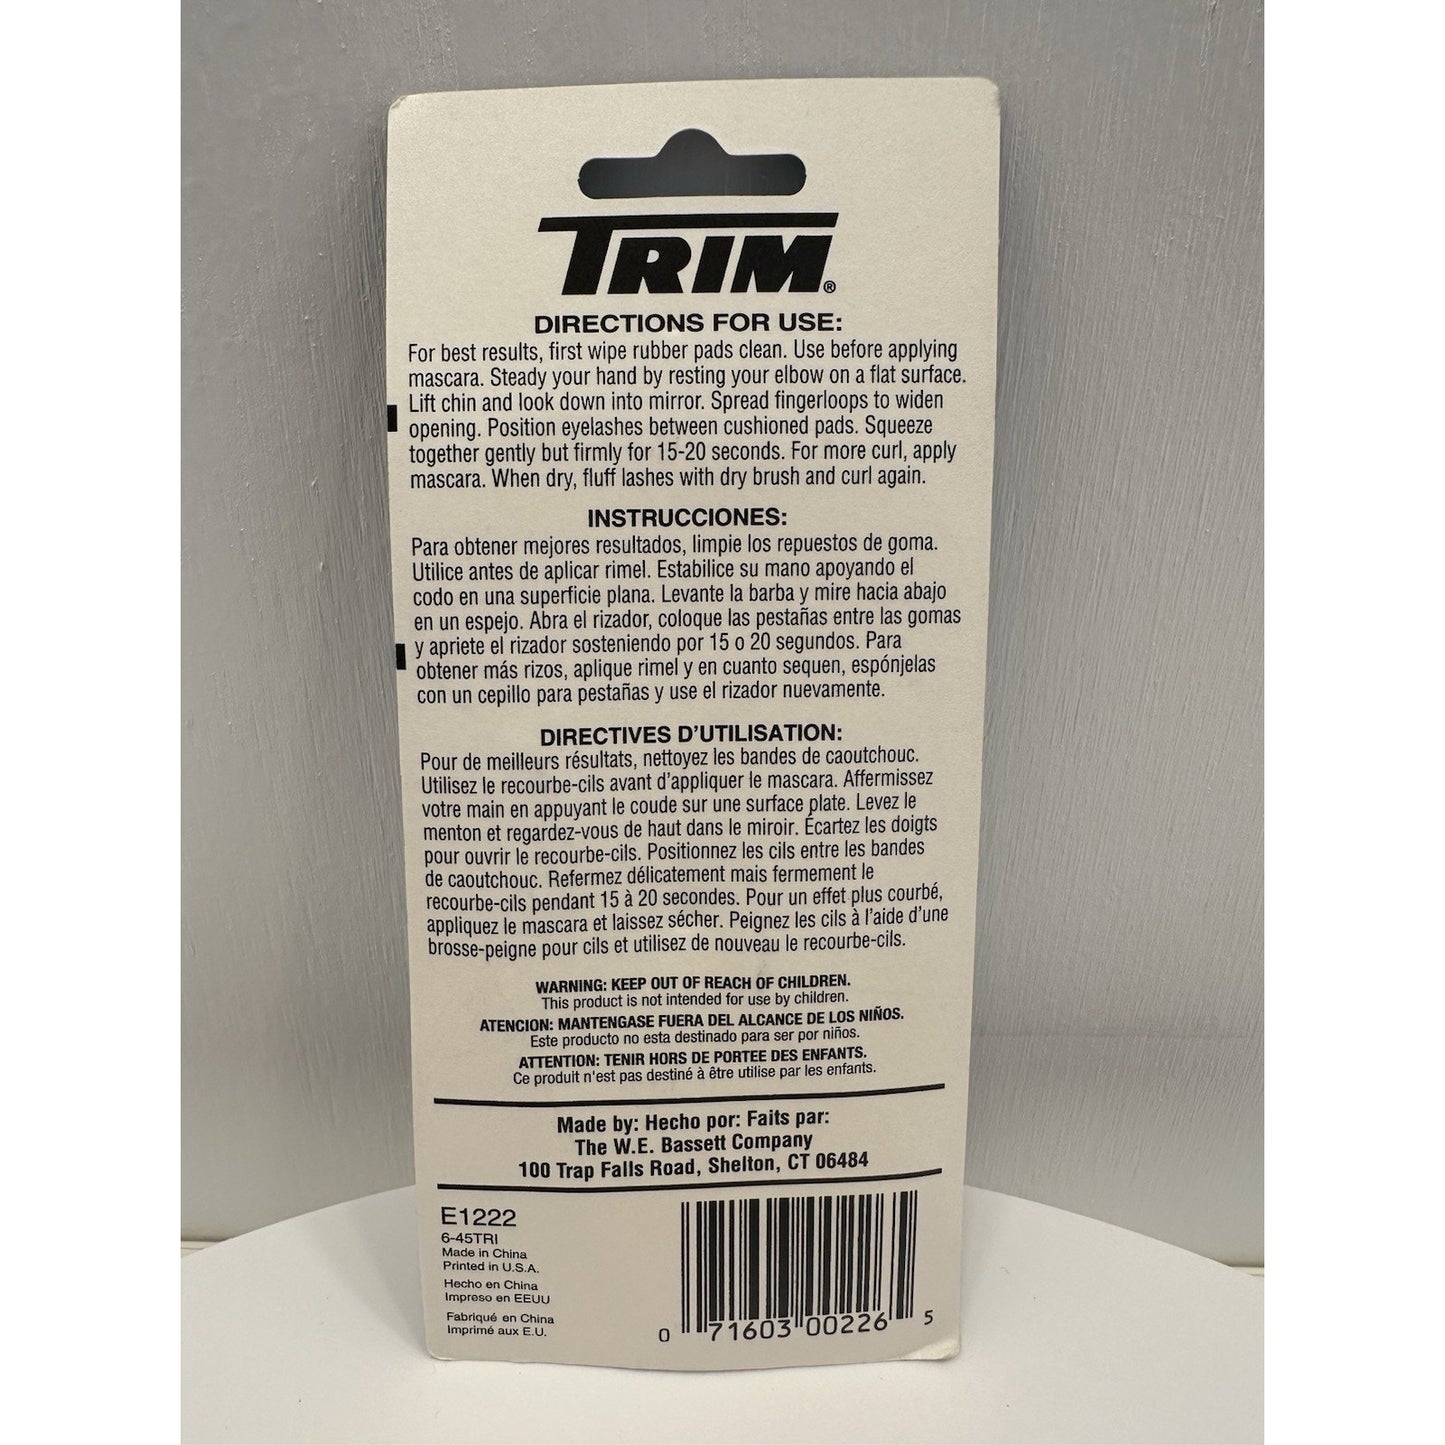 TRIM®
DIRECTIONS FOR USE:
For best results, first wipe rubber pads clean. Use before applying
mascara. Steady your hand by resting your elbow on a flat surface.
Lift chin and look down into mirror. Spread fingerloops to widen
opening. Position eyelashes between cushioned pads. Squeeze
together gently but firmly for 15-20 seconds. For more curl, apply
mascara. When dry, fluff lashes with dry brush and curl again.
INSTRUCCIONES:
Para obtener mejores resultados, limpie los repuestos de goma.
Utilice antes de aplicar rimel. Estabilice su mano apoyando el
codo en una superficie plana. Levante la barba y mire hacia abajo
en un espejo. Abra el rizador, coloque las pestañas entre las gomas
y apriete el rizador sosteniendo por 15 o 20 segundos. Para
obtener más rizos, aplique rimel y en cuanto sequen, espónjelas
con un cepillo para pestañas y use el rizador nuevamente.
DIRECTIVES D'UTILISATION:
Pour de meilleurs résultats, nettoyez les bandes de caoutchouc.
Utilisez le recourbe-cils avant d'appliquer le mascara. Affermissez
votre main en appuyant le coude sur une surface plate. Levez le
menton et regardez-vous de haut dans le miroir. Écartez les doigts
pour ouvrir le recourbe-cils. Positionnez les cils entre les bandes
de caoutchouc. Refermez délicatement mais fermement le
recourbe-cils pendant 15 à 20 secondes. Pour un effet plus courbé,
appliquez le mascara et laissez sécher. Peignez les cils à l'aide d'une
brosse-peigne pour cils et utilisez de nouveau le recourbe-cils.
WARNING: KEEP OUT OF REACH OF CHILDREN.
This product is not intended for use by children.
ATENCION: MANTENGASE FUERA DEL ALCANCE DE LOS NIÑOS.
Este producto no esta destinado para ser por niños.
ATTENTION: TENIR HORS DE PORTEE DES ENFANTS.
Ce produit n'est pas destiné à être utilise par les enfants.
Made by: Hecho por: Faits par:
The W.E. Bassett Company
100 Trap Falls Road, Shelton, CT 06484
E1222
6-45TRI
Made in China
Printed in U.S.A.
Hecho en China
Impreso en EEUU
Fabriqué en China
Imprimé aux E.U.
0 71603 00226 5